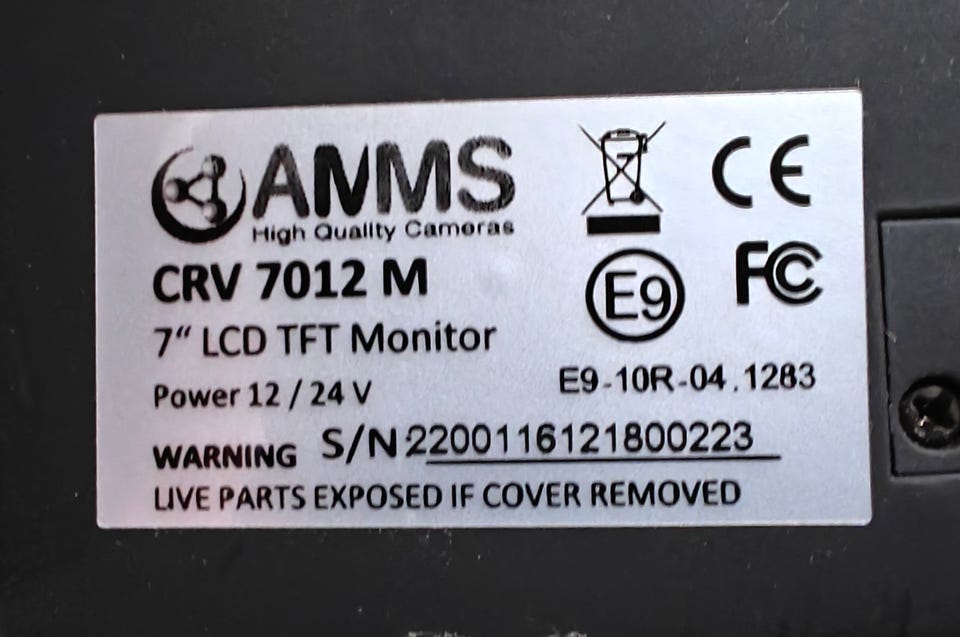 AMMS
High Quality Cameras
CE
CRV 7012 M
E9
FC
7“ LCD TFT Monitor
E9-10R-04.1283
Power 12 / 24 V
S/N 2200116121800223
WARNING
LIVE PARTS EXPOSED IF COVER REMOVED